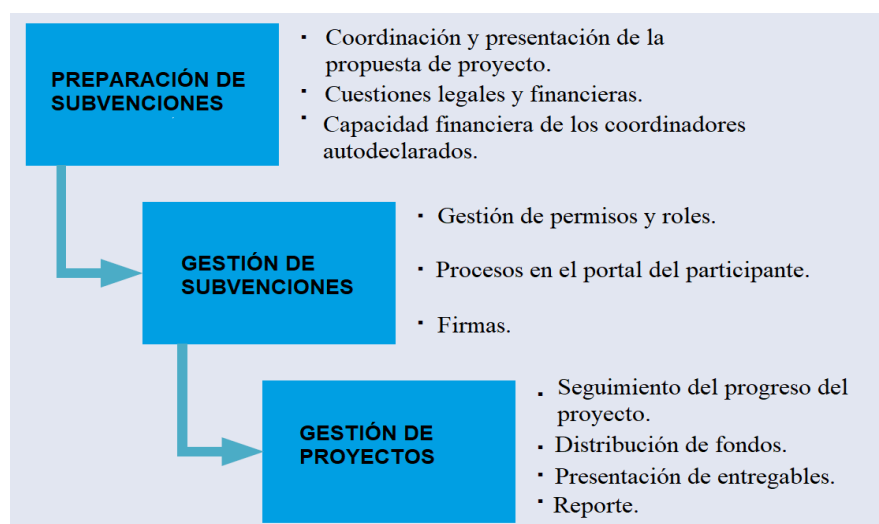 PREPARACIÓN DE
SUBVENCIONES
· Coordinación y presentación de la
propuesta de proyecto.
· Cuestiones legales y financieras.
· Capacidad financiera de los coordinadores
autodeclarados.
GESTIÓN DE
SUBVENCIONES
· Gestión de permisos y roles.
· Procesos en el portal del participante.
· Firmas.
GESTIÓN DE
PROYECTOS
· Seguimiento del progreso del
proyecto.
· Distribución de fondos.
· Presentación de entregables.
· Reporte.